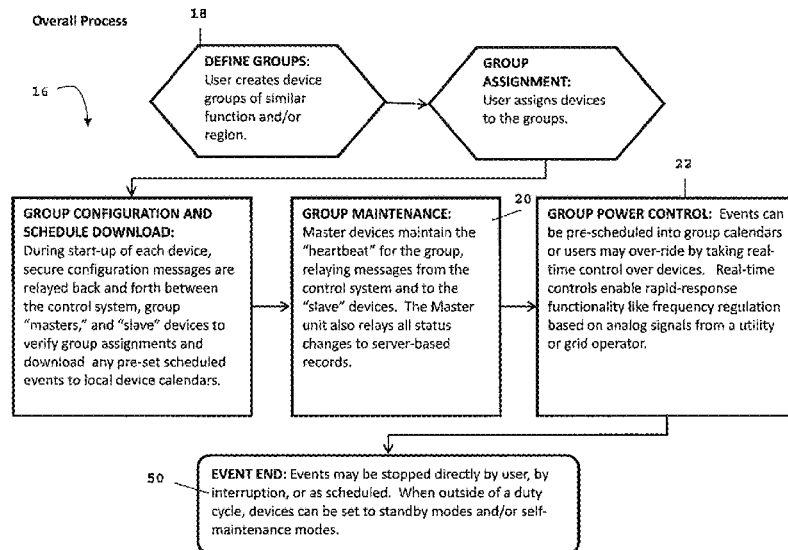 Overall Process
18
DEFINE GROUPS:
User creates device
groups of similar
function and/or
region.
GROUP
ASSIGNMENT:
User assigns devices
to the groups.
16
22
GROUP CONFIGURATION AND
SCHEDULE DOWNLOAD:
During start-up of each device,
secure configuration messages are
relayed back and forth between
the control system, group
"masters," and "slave" devices to
verify group assignments and
download any pre-set scheduled
events to local device calendars.
GROUP MAINTENANCE:
Master devices maintain the
"heartbeat" for the group,
relaying messages from the
control system and to the
"slave" devices. The Master
unit also relays all status
changes to server-based
records.
20
GROUP POWER CONTROL: Events can
be pre-scheduled into group calendars
or users may over-ride by taking real-
time control over devices. Real-time
controls enable rapid-response
functionality like frequency regulation
based on analog signals from a utility
or grid operator.
50
EVENT END: Events may be stopped directly by user, by
interruption, or as scheduled. When outside of a duty
cycle, devices can be set to standby modes and/or self-
maintenance modes.